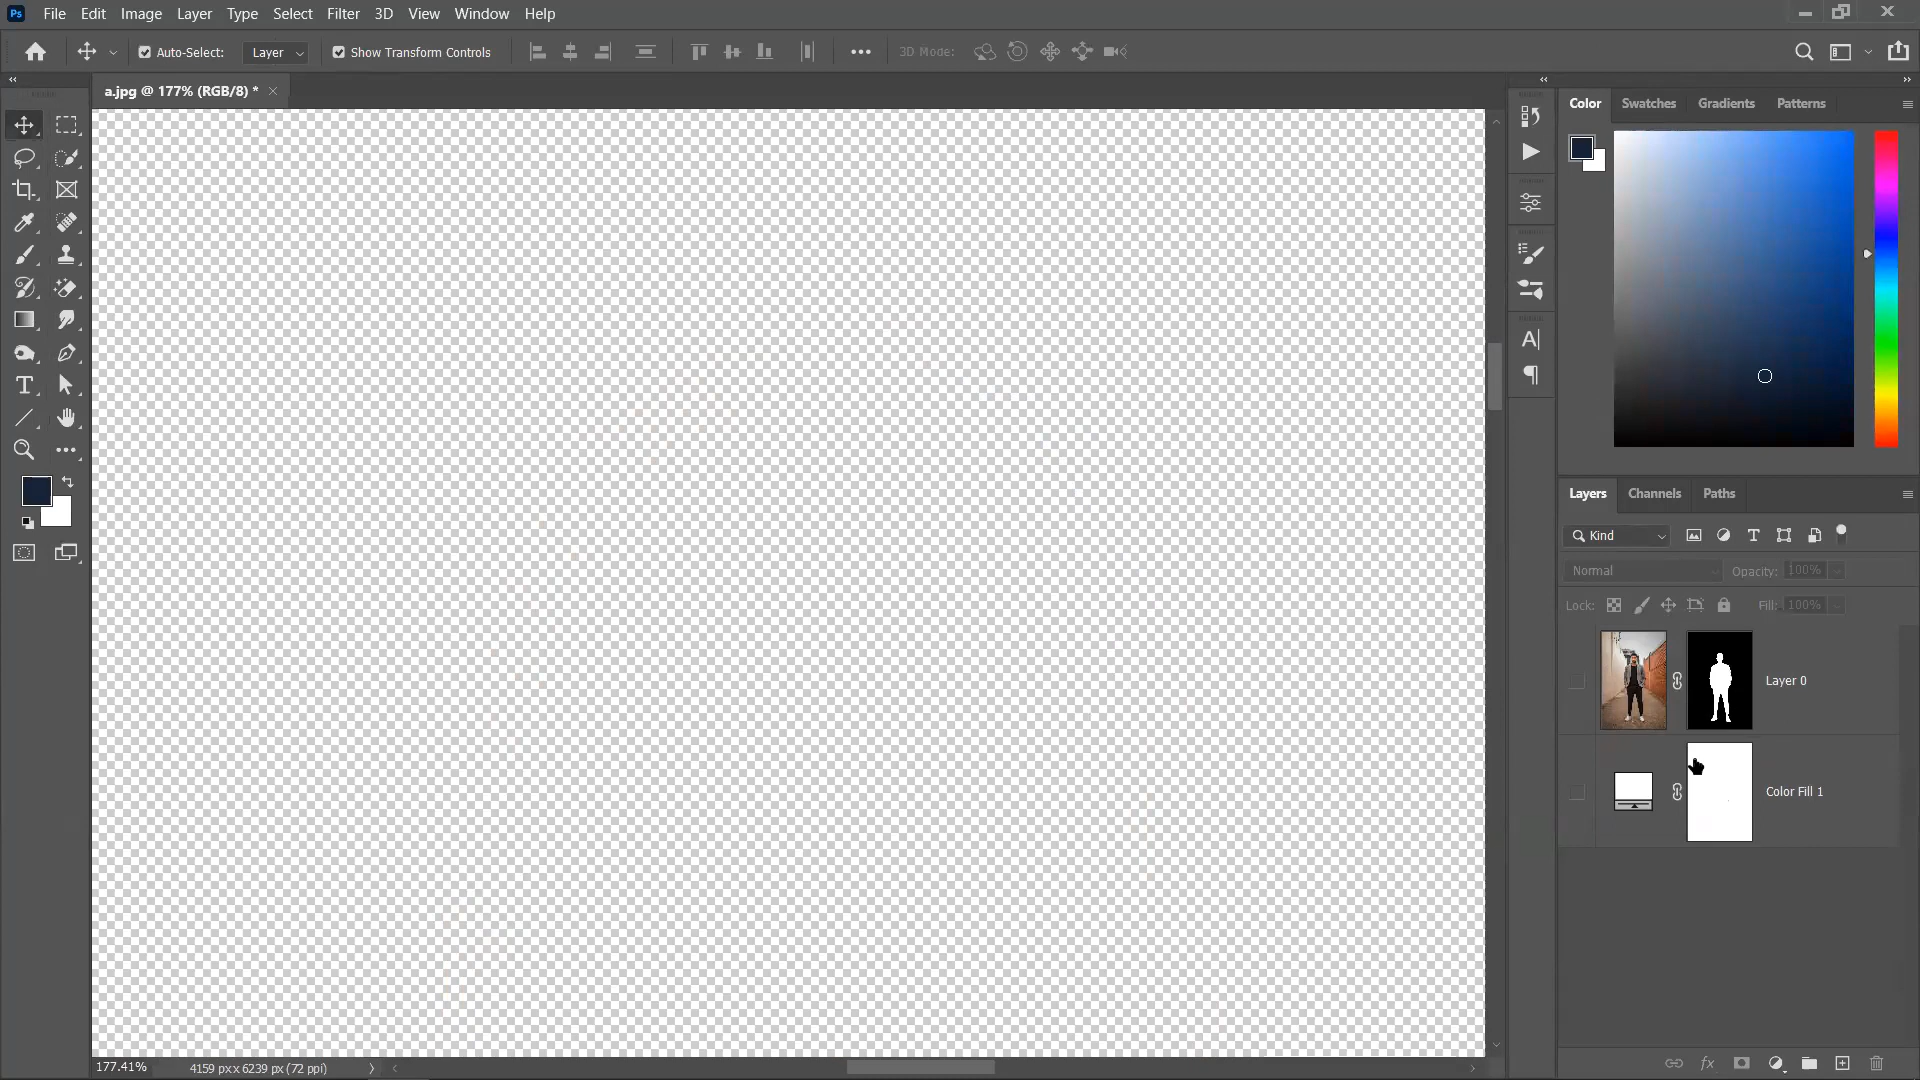 Ps File Edit Image Layer Type Select Filter 3D View Window Help
Auto-Select: Layer Show Transform Controls 3D Mode:
a.jpg @ 177% (RGB/8) *
Color Swatches Gradients Patterns
Layers Channels Paths
Kind
Normal Opacity: 100%
Lock: Fill: 100%
Layer 0
Color Fill 1
177.41% 4159 px x 6239 px (72 ppi)
fx